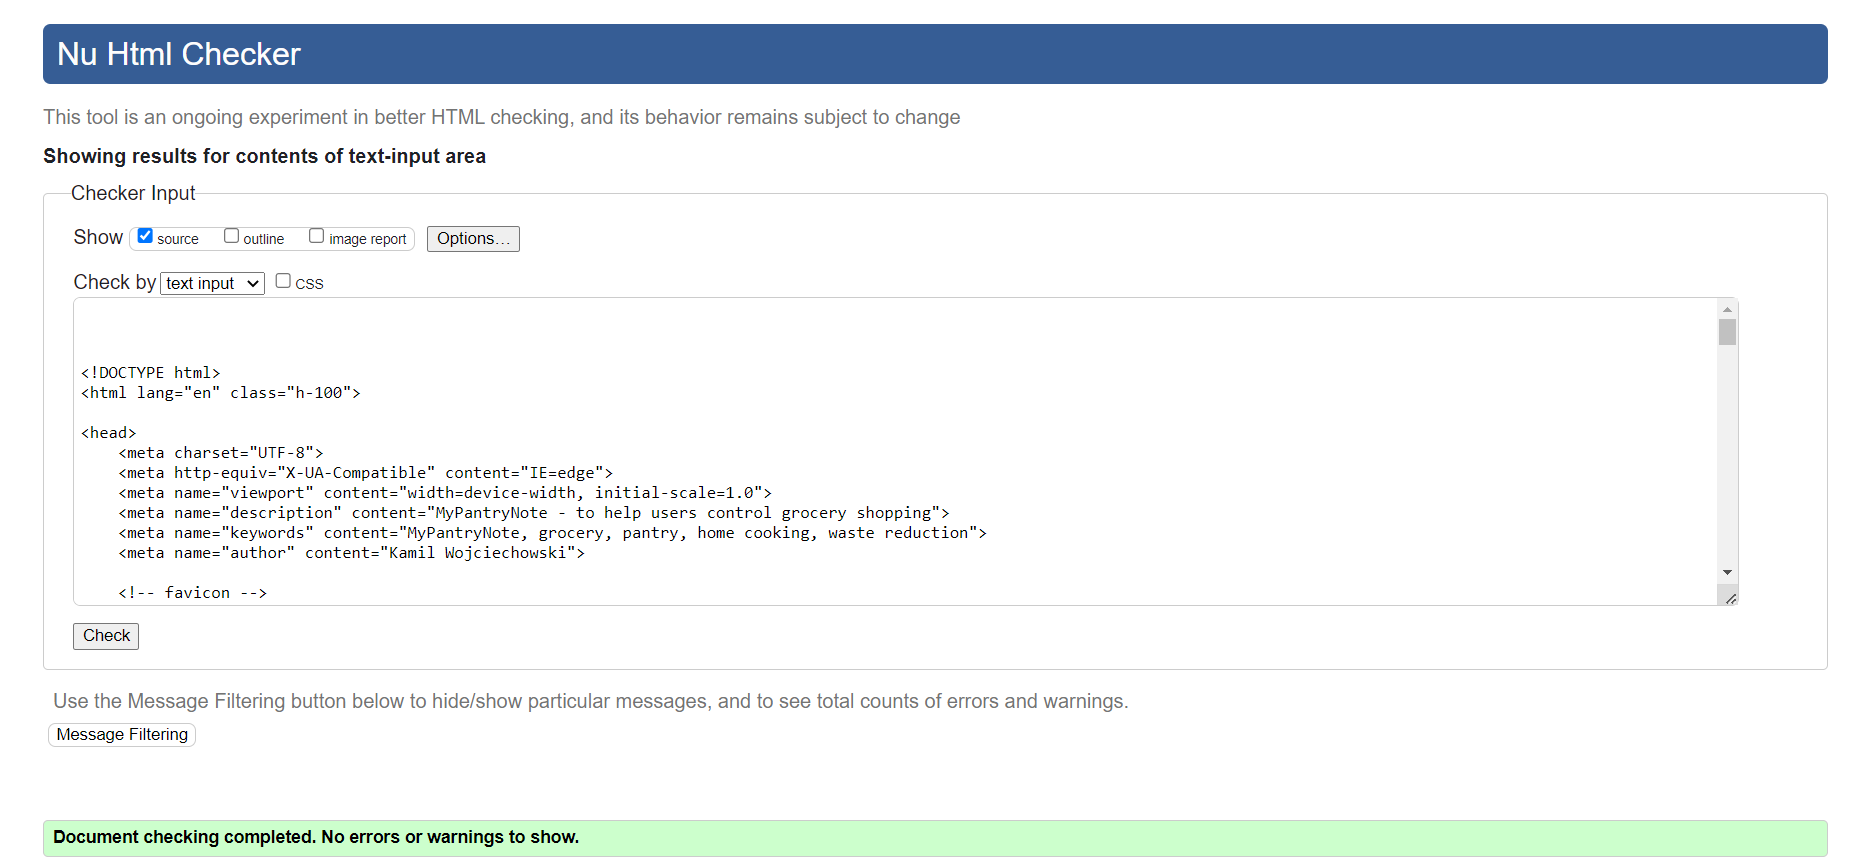 Nu Html Checker
This tool is an ongoing experiment in better HTML checking, and its behavior remains subject to change
Showing results for contents of text-input area
Checker Input
Show source outline image report Options...
Check by text input CSS
<!DOCTYPE html>
<html lang="en" class="h-100">
<head>
    <meta charset="UTF-8">
    <meta http-equiv="X-UA-Compatible" content="IE=edge">
    <meta name="viewport" content="width=device-width, initial-scale=1.0">
    <meta name="description" content="MyPantryNote - to help users control grocery shopping">
    <meta name="keywords" content="MyPantryNote, grocery, pantry, home cooking, waste reduction">
    <meta name="author" content="Kamil Wojciechowski">
    <!-- favicon -->
Check
Use the Message Filtering button below to hide/show particular messages, and to see total counts of errors and warnings.
Message Filtering
Document checking completed. No errors or warnings to show.